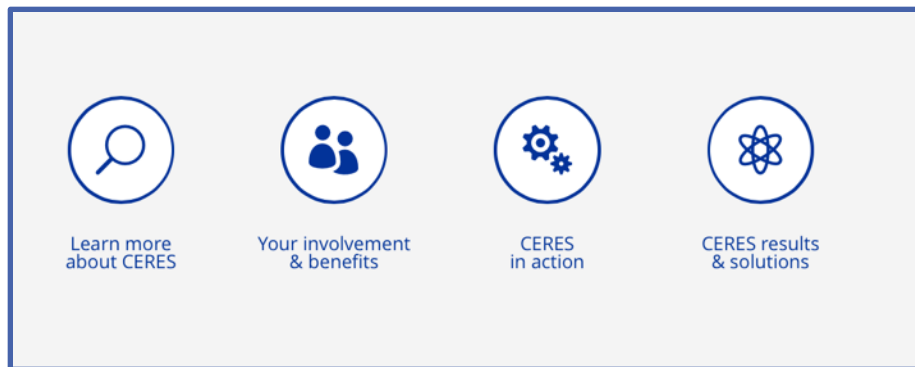 Learn more
about CERES
Your involvement
& benefits
CERES
in action
CERES results
& solutions